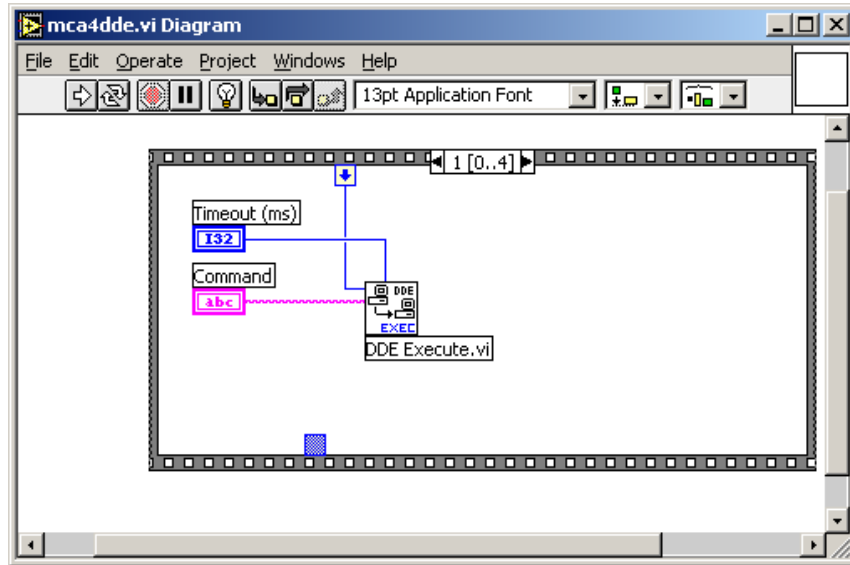 mca4dde.vi Diagram
File Edit Operate Project Windows Help
13pt Application Font
1 [0..4]
Timeout (ms)
I32
Command
abc
DDE
EXEC
DDE Execute.vi